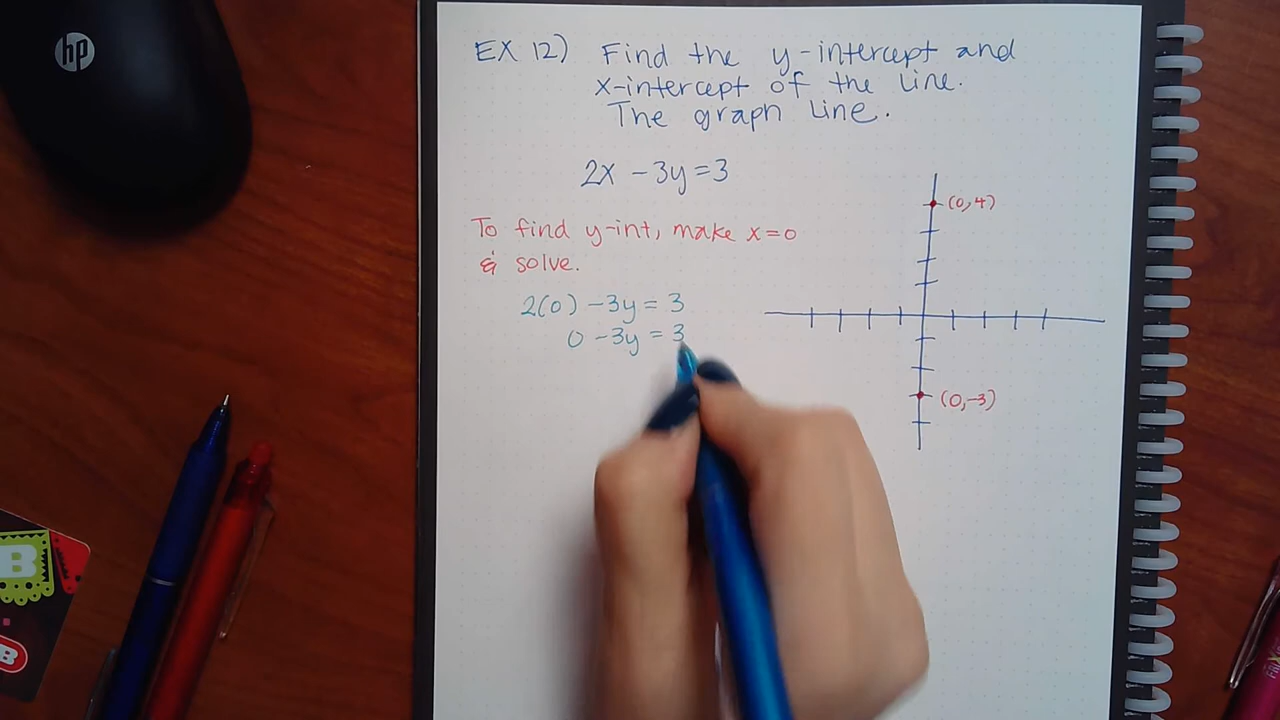 hp
EX 12) Find the y-intercept and
x-intercept of the line.
The graph line.
2x - 3y = 3
To find y-int, make x = 0
& solve.
2(0) - 3y = 3
0 - 3y = 3
(0, 4)
(0, -3)
B
B